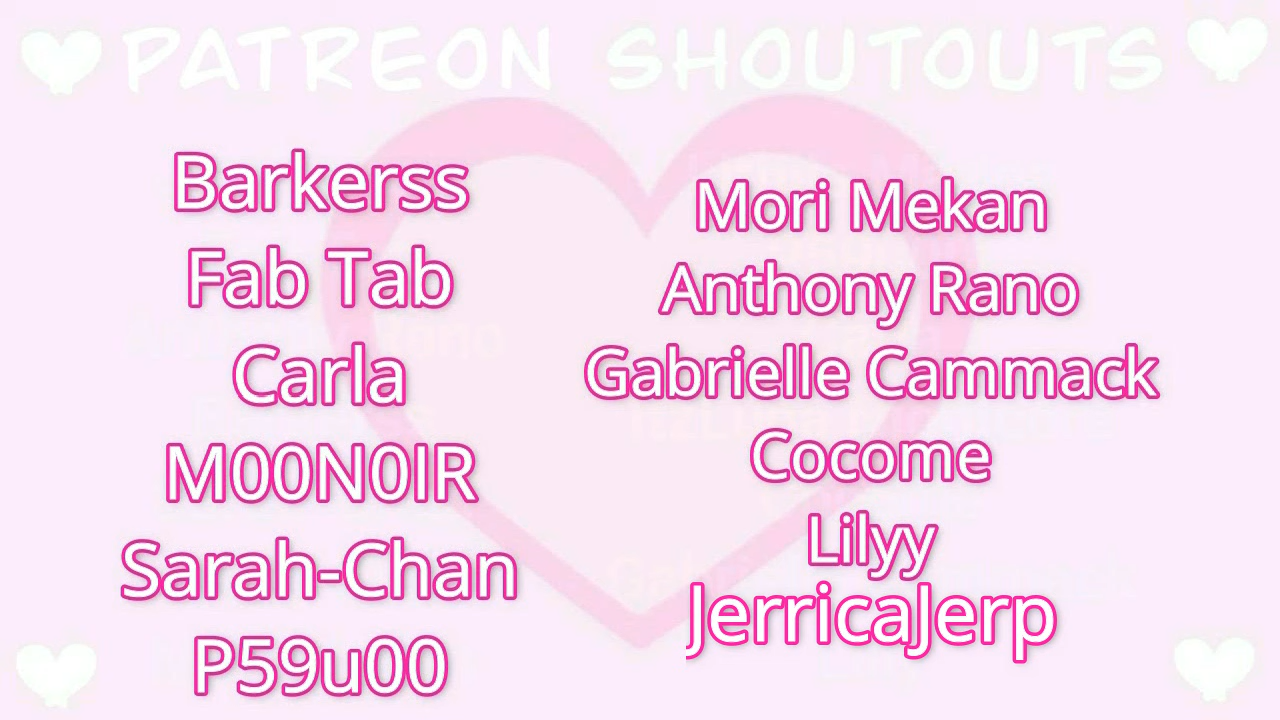 PATREON SHOUTOUTS
Barkerss
Fab Tab
Carla
M00N0IR
Sarah-Chan
P59u00
Mori Mekan
Anthony Rano
Gabrielle Cammack
Cocome
Lilyy
JerricaJerp